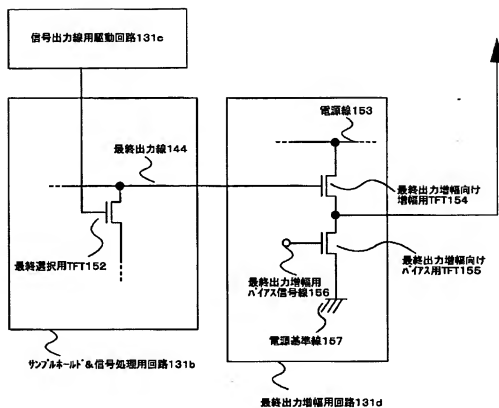 信号出力線用駆動回路131c
電源線153
最終出力線144
最終出力増幅向け
増幅用TFT154
最終選択用TFT152
最終出力増幅用
バイアス信号線156
最終出力増幅向け
バイアス用TFT155
電源基準線157
サンプルホールド&信号処理用回路131b
最終出力増幅用回路131d